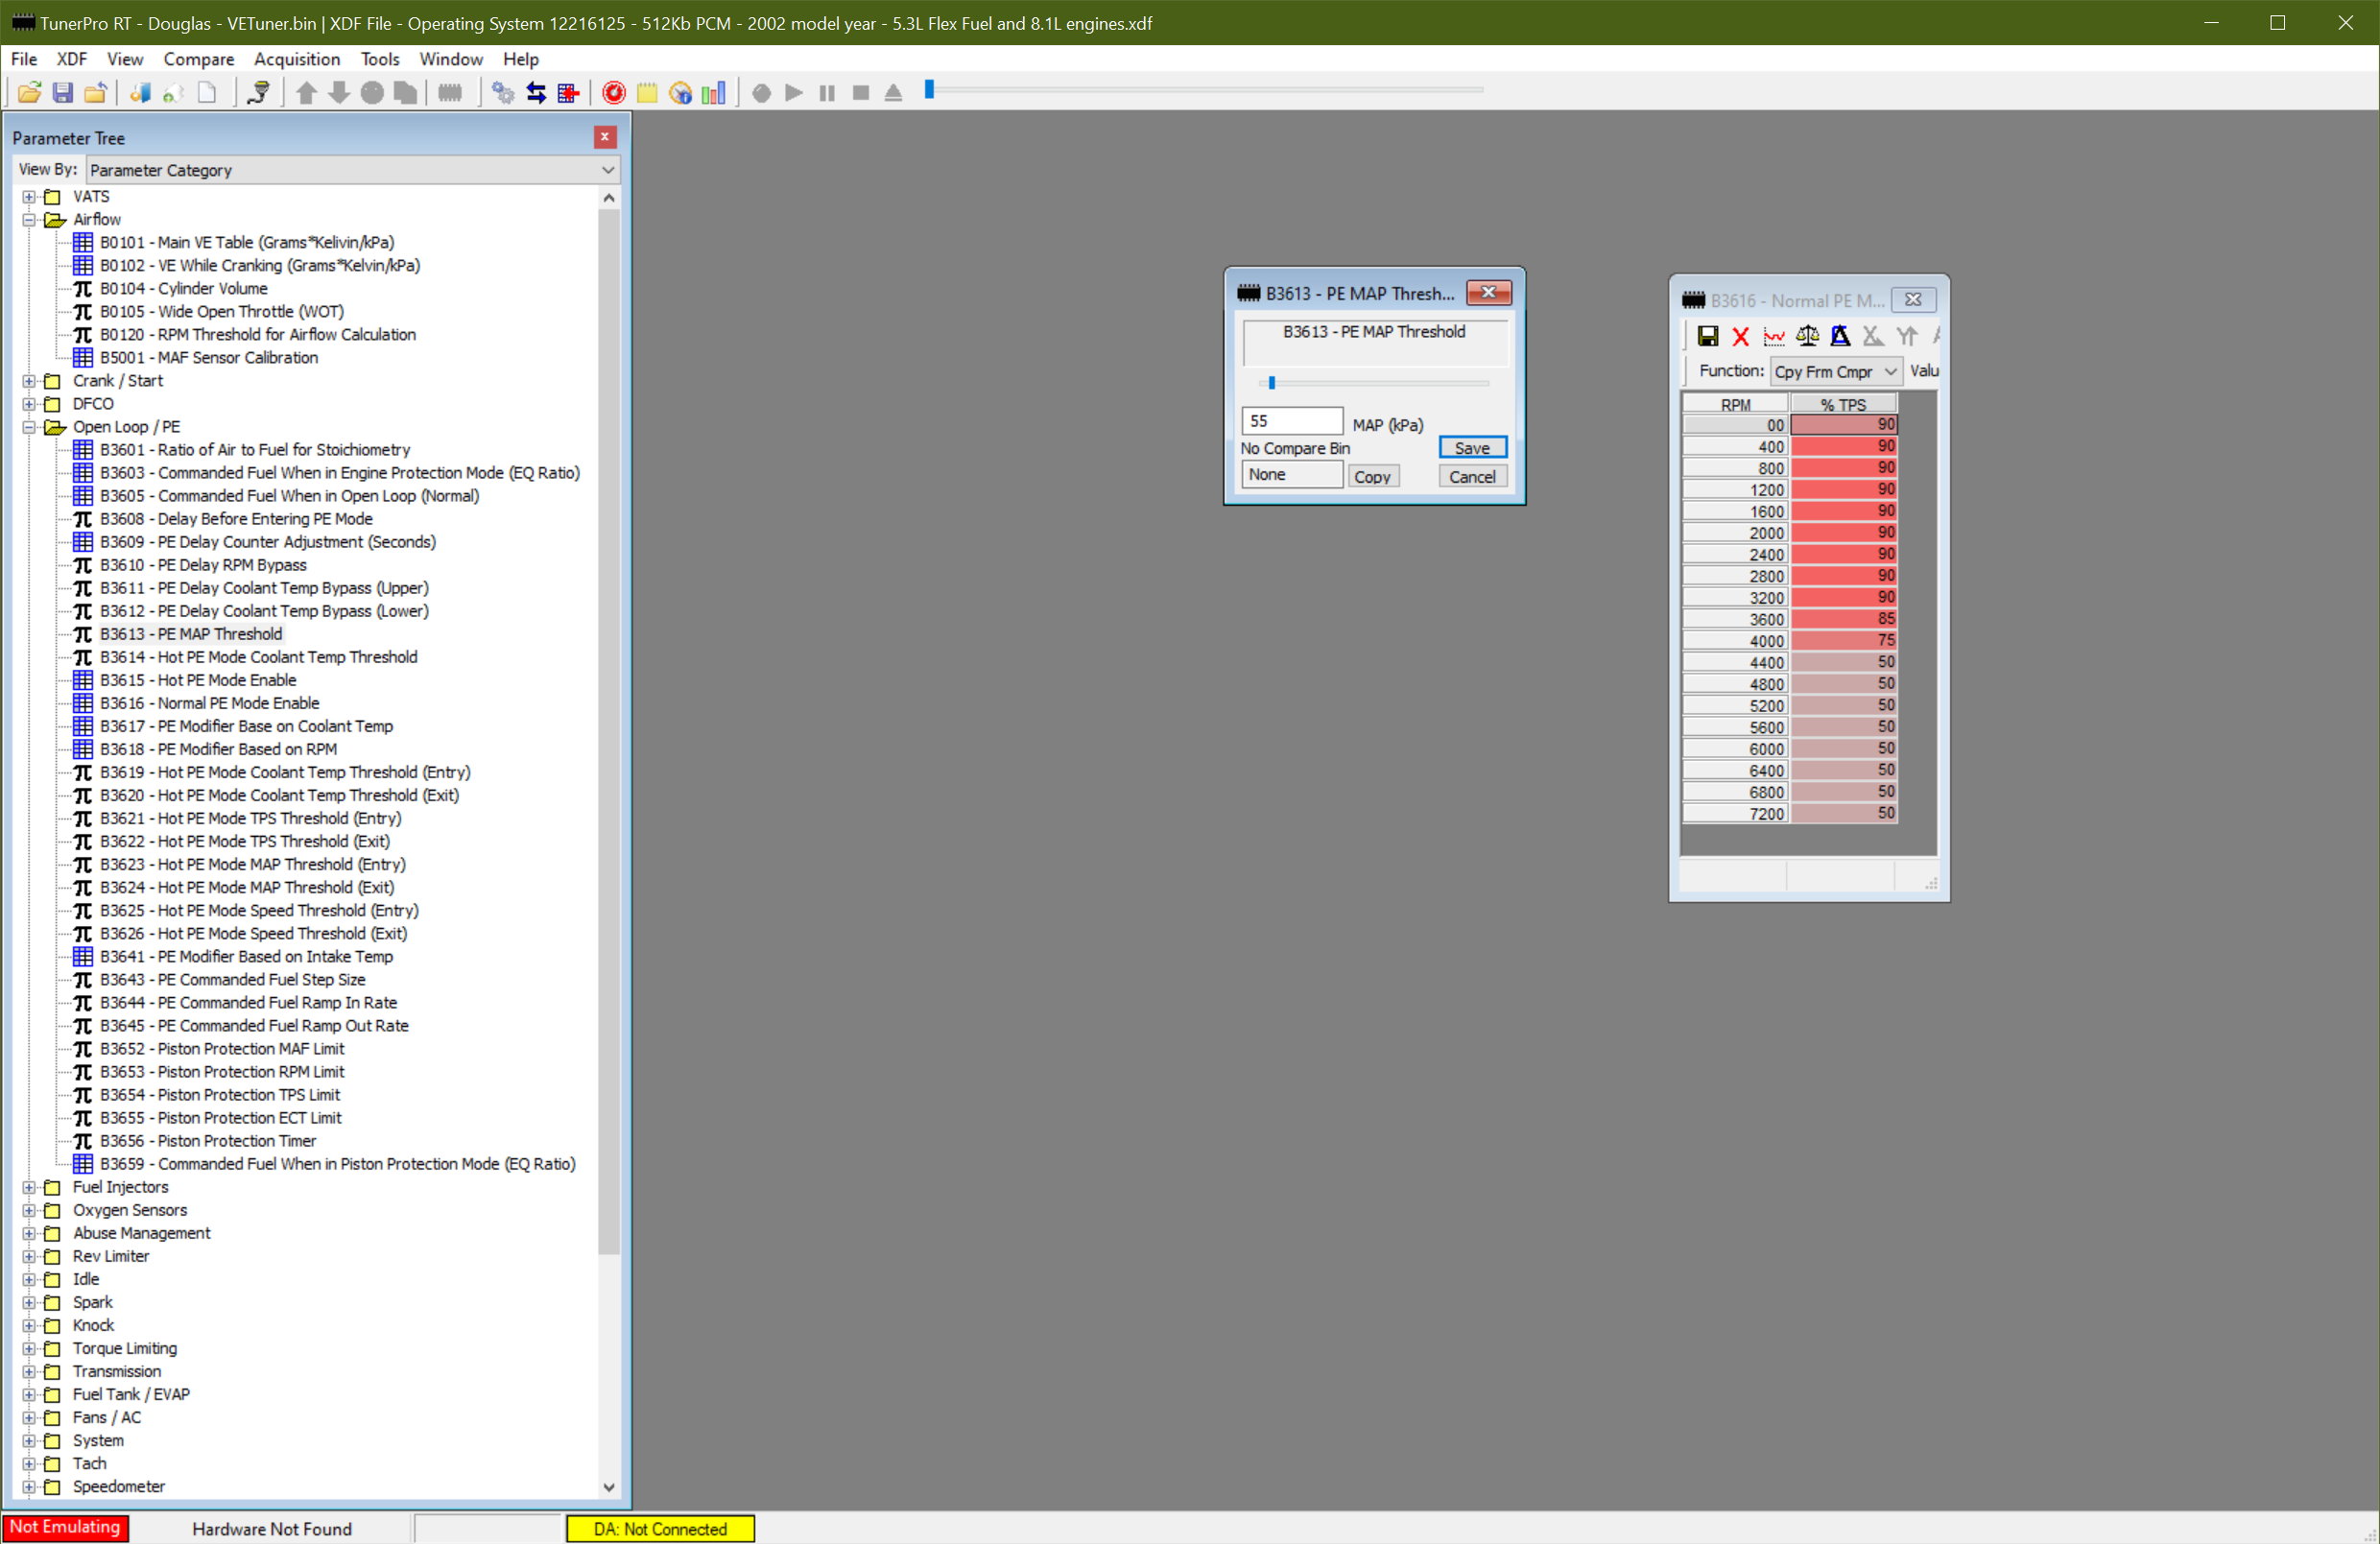 TunerPro RT - Douglas - VETuner.bin | XDF File - Operating System 12216125 - 512Kb PCM - 2002 model year - 5.3L Flex Fuel and 8.1L engines.xdf
File XDF View Compare Acquisition Tools Window Help
Parameter Tree
View By: Parameter Category
VATS
Airflow
B0101 - Main VE Table (Grams*Kelivin/kPa)
B0102 - VE While Cranking (Grams*Kelvin/kPa)
B0104 - Cylinder Volume
B0105 - Wide Open Throttle (WOT)
B0120 - RPM Threshold for Airflow Calculation
B5001 - MAF Sensor Calibration
Crank / Start
DFCO
Open Loop / PE
B3601 - Ratio of Air to Fuel for Stoichiometry
B3603 - Commanded Fuel When in Engine Protection Mode (EQ Ratio)
B3605 - Commanded Fuel When in Open Loop (Normal)
B3608 - Delay Before Entering PE Mode
B3609 - PE Delay Counter Adjustment (Seconds)
B3610 - PE Delay RPM Bypass
B3611 - PE Delay Coolant Temp Bypass (Upper)
B3612 - PE Delay Coolant Temp Bypass (Lower)
B3613 - PE MAP Threshold
B3614 - Hot PE Mode Coolant Temp Threshold
B3615 - Hot PE Mode Enable
B3616 - Normal PE Mode Enable
B3617 - PE Modifier Base on Coolant Temp
B3618 - PE Modifier Based on RPM
B3619 - Hot PE Mode Coolant Temp Threshold (Entry)
B3620 - Hot PE Mode Coolant Temp Threshold (Exit)
B3621 - Hot PE Mode TPS Threshold (Entry)
B3622 - Hot PE Mode TPS Threshold (Exit)
B3623 - Hot PE Mode MAP Threshold (Entry)
B3624 - Hot PE Mode MAP Threshold (Exit)
B3625 - Hot PE Mode Speed Threshold (Entry)
B3626 - Hot PE Mode Speed Threshold (Exit)
B3641 - PE Modifier Based on Intake Temp
B3643 - PE Commanded Fuel Step Size
B3644 - PE Commanded Fuel Ramp In Rate
B3645 - PE Commanded Fuel Ramp Out Rate
B3652 - Piston Protection MAF Limit
B3653 - Piston Protection RPM Limit
B3654 - Piston Protection TPS Limit
B3655 - Piston Protection ECT Limit
B3656 - Piston Protection Timer
B3659 - Commanded Fuel When in Piston Protection Mode (EQ Ratio)
Fuel Injectors
Oxygen Sensors
Abuse Management
Rev Limiter
Idle
Spark
Knock
Torque Limiting
Transmission
Fuel Tank / EVAP
Fans / AC
System
Tach
Speedometer
B3613 - PE MAP Thresh...
B3613 - PE MAP Threshold
55 MAP (kPa)
No Compare Bin Save
None Copy Cancel
B3616 - Normal PE M...
Function: Cpy Frm Cmpr Valu
RPM % TPS
00 90
400 90
800 90
1200 90
1600 90
2000 90
2400 90
2800 90
3200 90
3600 85
4000 75
4400 50
4800 50
5200 50
5600 50
6000 50
6400 50
6800 50
7200 50
Not Emulating Hardware Not Found DA: Not Connected